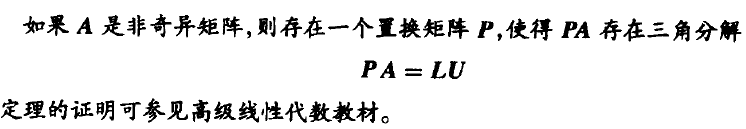 如果 A 是非奇异矩阵,则存在一个置换矩阵 P,使得 PA 存在三角分解
PA = LU
定理的证明可参见高级线性代数教材。